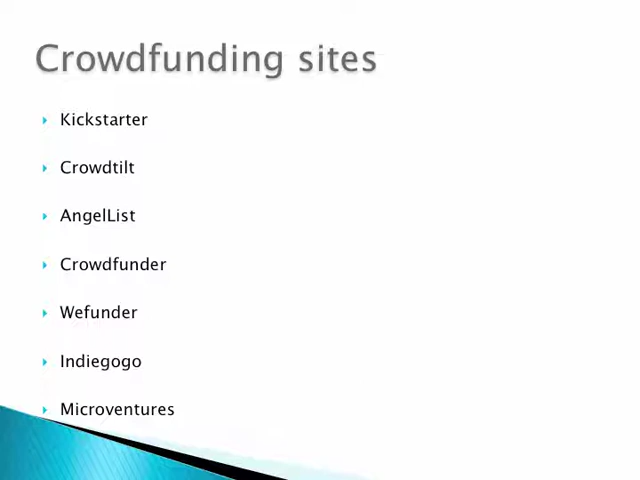 Crowdfunding sites
Kickstarter
Crowdtilt
AngelList
Crowdfunder
Wefunder
Indiegogo
Microventures